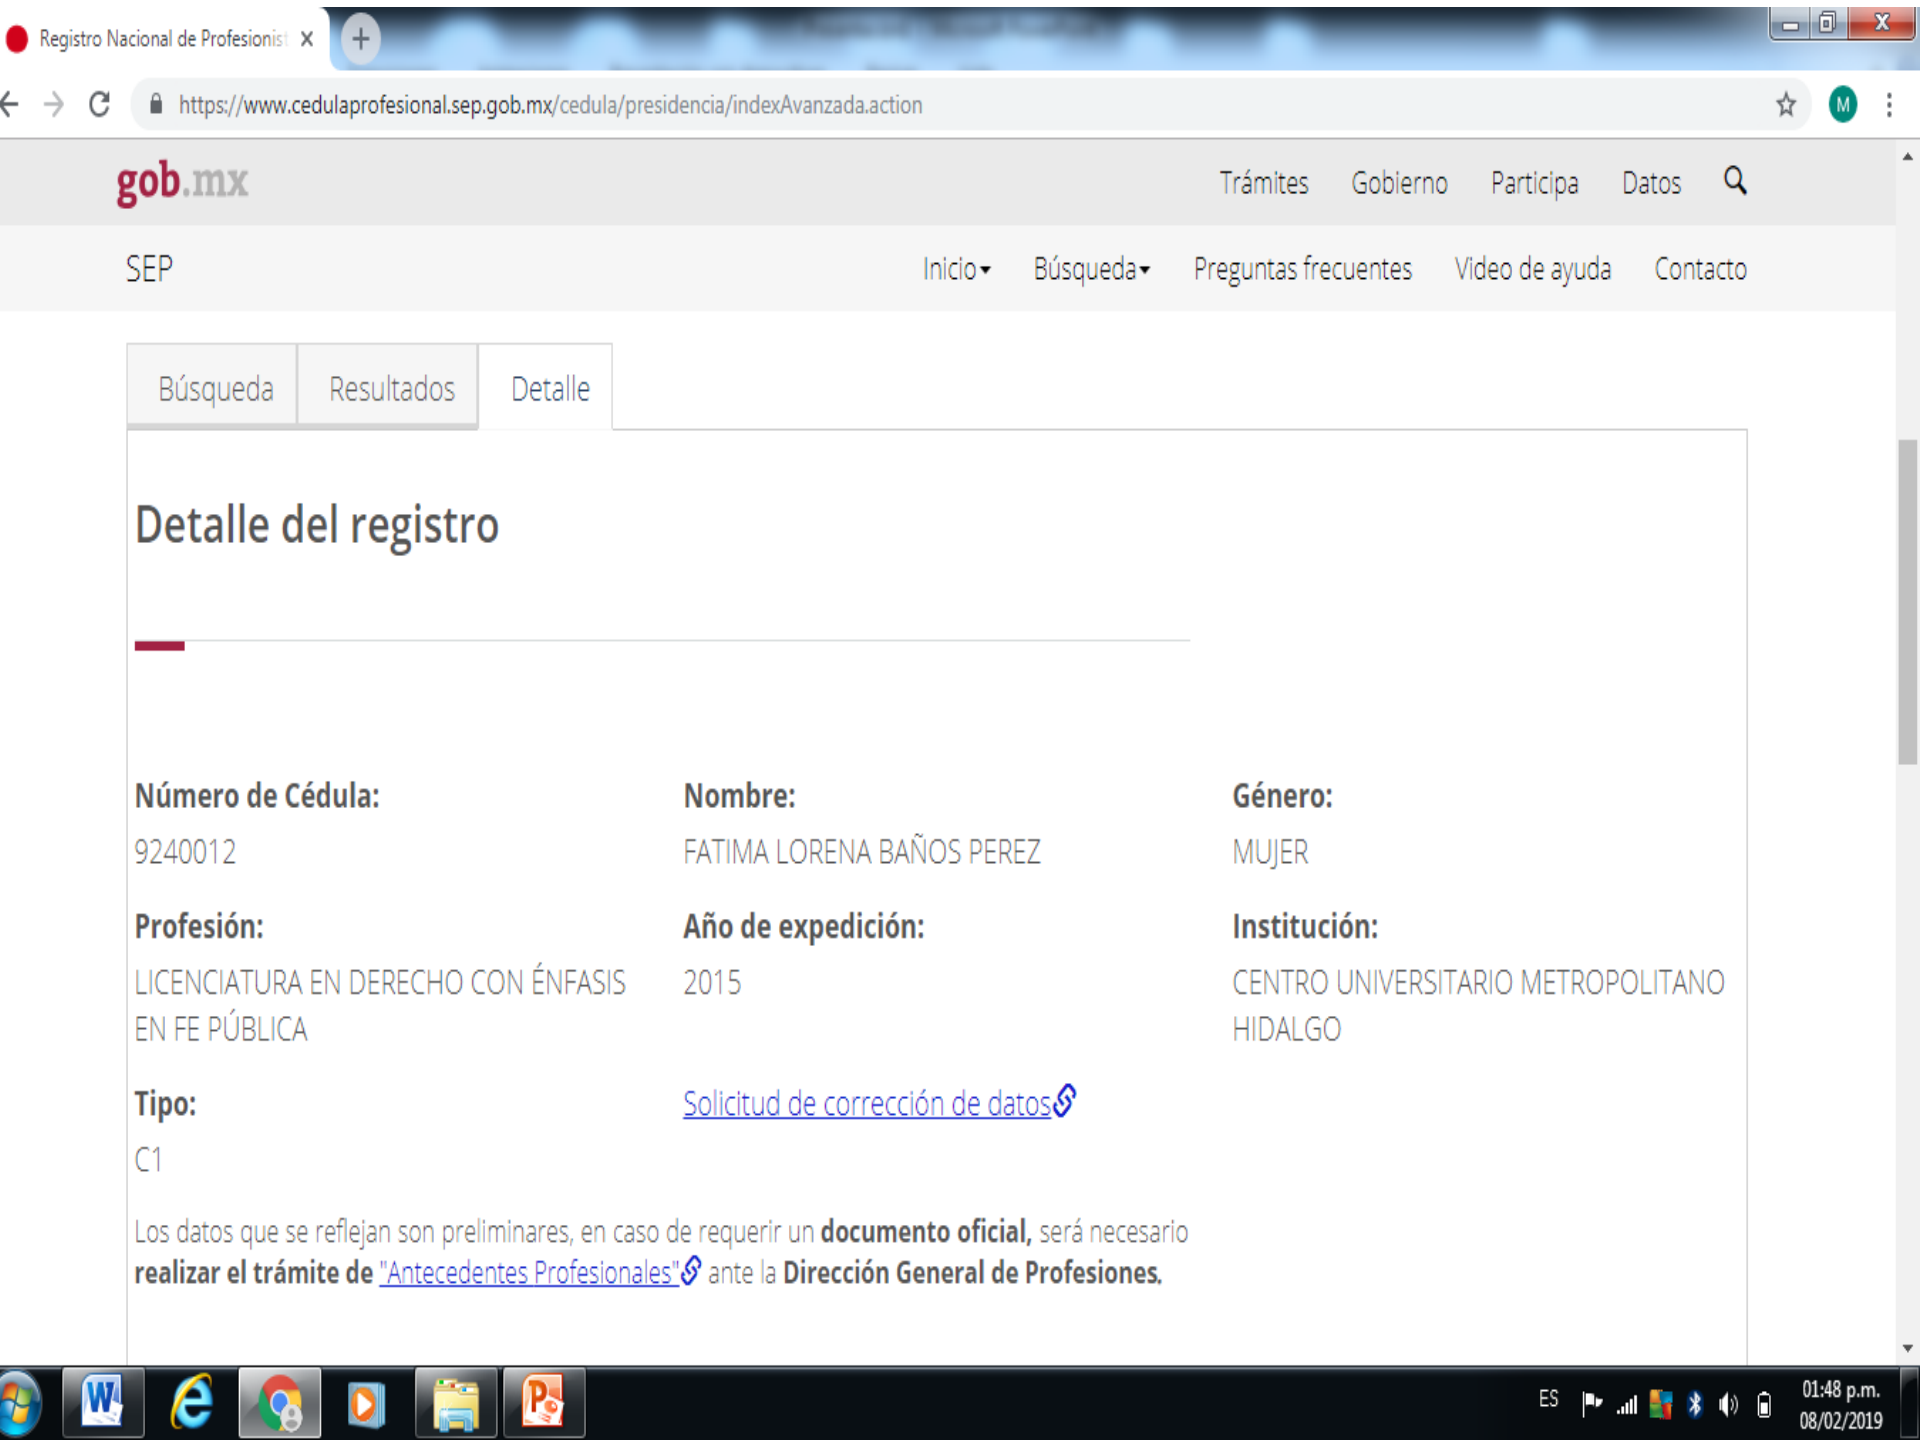 Registro Nacional de Profesionist
https://www.cedulaprofesional.sep.gob.mx/cedula/presidencia/indexAvanzada.action
M
gob.mx
Trámites Gobierno Participa Datos
SEP
Inicio Búsqueda Preguntas frecuentes Video de ayuda Contacto
Búsqueda Resultados Detalle
Detalle del registro
Número de Cédula: Nombre: Género:
9240012 FATIMA LORENA BAÑOS PEREZ MUJER
Profesión: Año de expedición: Institución:
LICENCIATURA EN DERECHO CON ÉNFASIS 2015 CENTRO UNIVERSITARIO METROPOLITANO
EN FE PÚBLICA HIDALGO
Tipo: Solicitud de corrección de datos
C1
Los datos que se reflejan son preliminares, en caso de requerir un documento oficial, será necesario
realizar el trámite de "Antecedentes Profesionales" ante la Dirección General de Profesiones.
ES
01:48 p.m.
08/02/2019